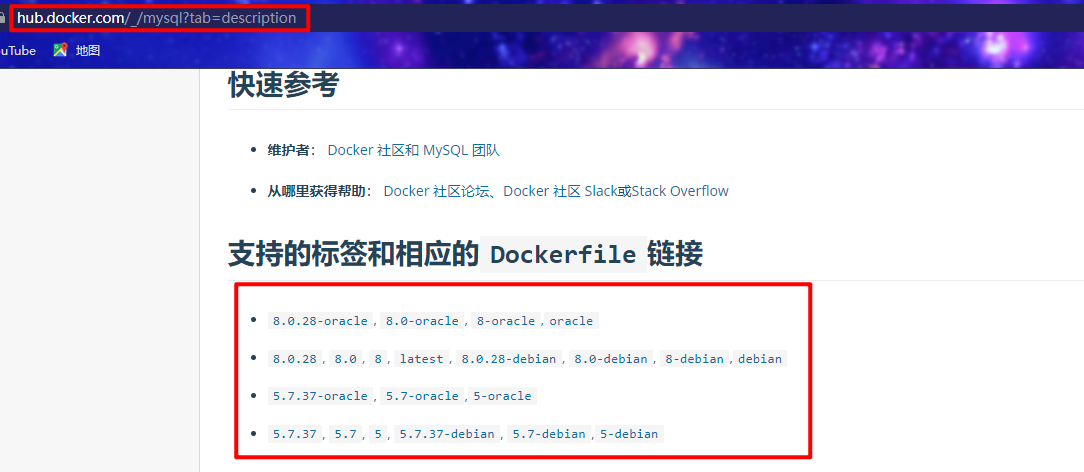 hub.docker.com/_/mysql?tab=description
ouTube 地图
快速参考
维护者： Docker 社区和 MySQL 团队
从哪里获得帮助： Docker 社区论坛、Docker 社区 Slack或Stack Overflow
支持的标签和相应的 Dockerfile 链接
8.0.28-oracle , 8.0-oracle , 8-oracle , oracle
8.0.28 , 8.0 , 8 , latest , 8.0.28-debian , 8.0-debian , 8-debian , debian
5.7.37-oracle , 5.7-oracle , 5-oracle
5.7.37 , 5.7 , 5 , 5.7.37-debian , 5.7-debian , 5-debian